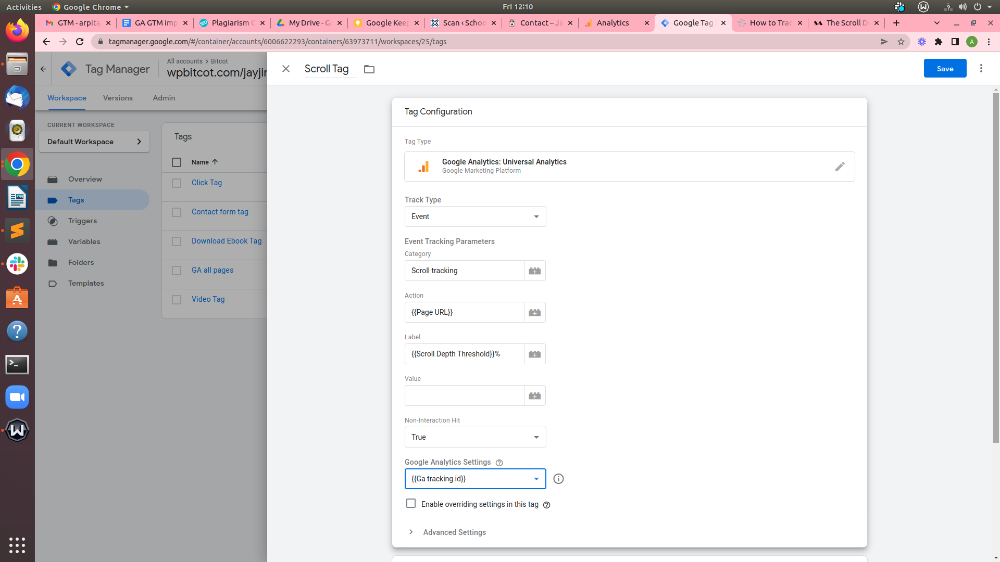 Activities
Google Chrome
Fri 12:10
GTM - arpita
GA GTM imp
Plagiarism C
My Drive - Go
Google Keep
Scan ‹ Schoo
Contact – Ja
Analytics
Google Tag
How to Trac
The Scroll D
tagmanager.google.com/#/container/accounts/6006622293/containers/63973711/workspaces/25/tags
A
Tag Manager
All accounts > Bitcot
wpbitcot.com/jayjin
Scroll Tag
Save
Workspace
Versions
Admin
CURRENT WORKSPACE
Default Workspace
Overview
Tags
Triggers
Variables
Folders
Templates
Tags
Name
Click Tag
Contact form tag
Download Ebook Tag
GA all pages
Video Tag
Tag Configuration
Tag Type
Google Analytics: Universal Analytics
Google Marketing Platform
Track Type
Event
Event Tracking Parameters
Category
Scroll tracking
Action
{{Page URL}}
Label
{{Scroll Depth Threshold}}%
Value
Non-Interaction Hit
True
Google Analytics Settings
{{Ga tracking id}}
Enable overriding settings in this tag
Advanced Settings